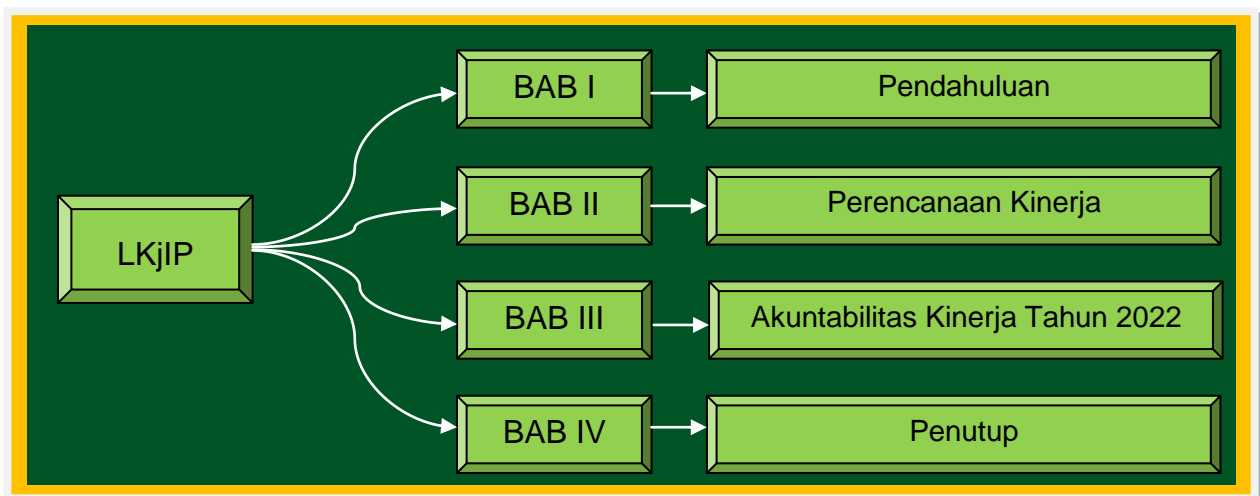 LKjIP
BAB I
Pendahuluan
BAB II
Perencanaan Kinerja
BAB III
Akuntabilitas Kinerja Tahun 2022
BAB IV
Penutup